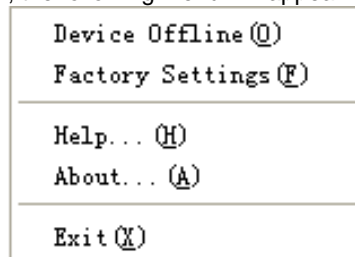 Device Offline(O)
Factory Settings(F)
Help...(H)
About...(A)
Exit(X)